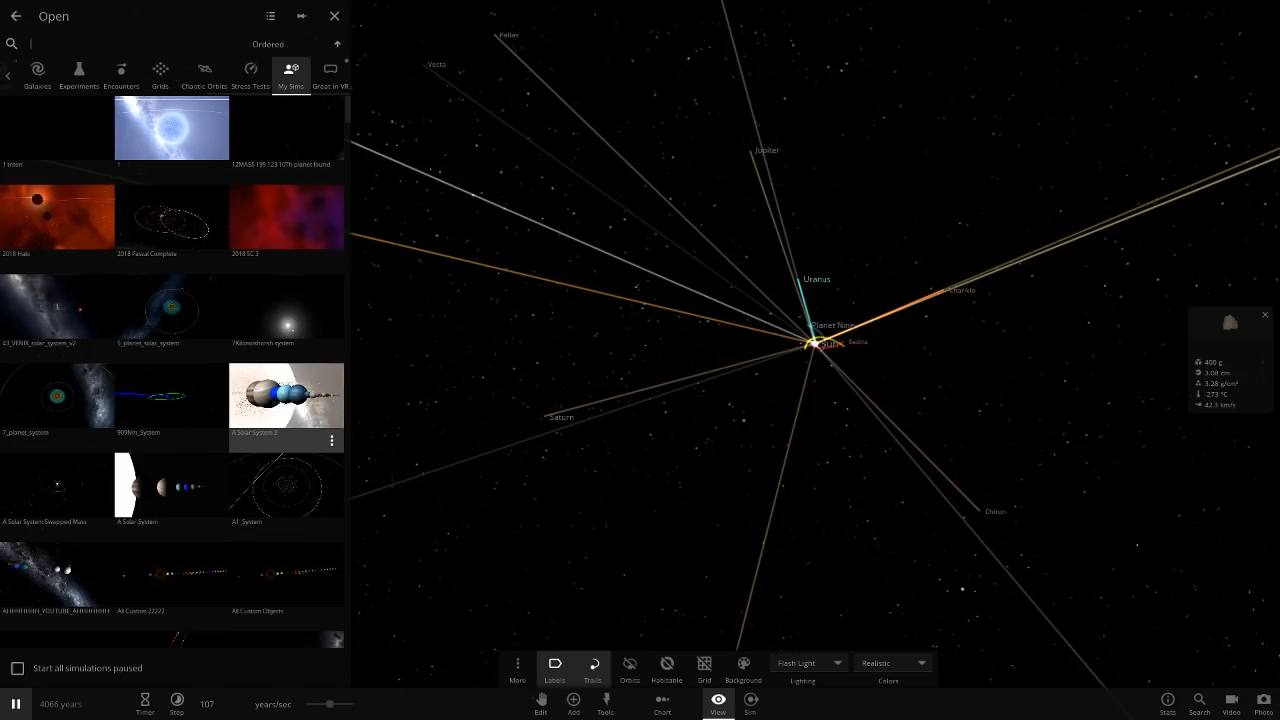 Open
Ordered
Galaxies
Experiments
Encounters
Grids
Chaotic Orbits
Stress Tests
My Sims
Great in VR
1 triton
1
12MASS 195 123 10Th planet found
2018 Halo
2018 Pascal Complete
2018 SC 3
43_VENIX_solar_system_v2
5_planet_solar_system
7Kilomoshorsh system
7_planet_system
909Nm_System
A Solar System 2
A Solar System Swapped Mass
A Solar System
A1_System
AHHHHHHH_YOUTUBE_AHHHHHHH
All Custom 22222
All Custom Objects
Start all simulations paused
4066 years
Timer
Step
107
years/sec
Pallas
Vesta
Jupiter
Uranus
Chariklo
Planet Nine
Sun
Sedna
Saturn
Chiron
400 g
3.08 cm
3.28 g/cm³
-273 °C
42.3 km/s
More
Labels
Trails
Orbits
Habitable
Grid
Background
Flash Light
Lighting
Realistic
Colors
Edit
Add
Tools
Chart
View
Sim
Stats
Search
Video
Photo